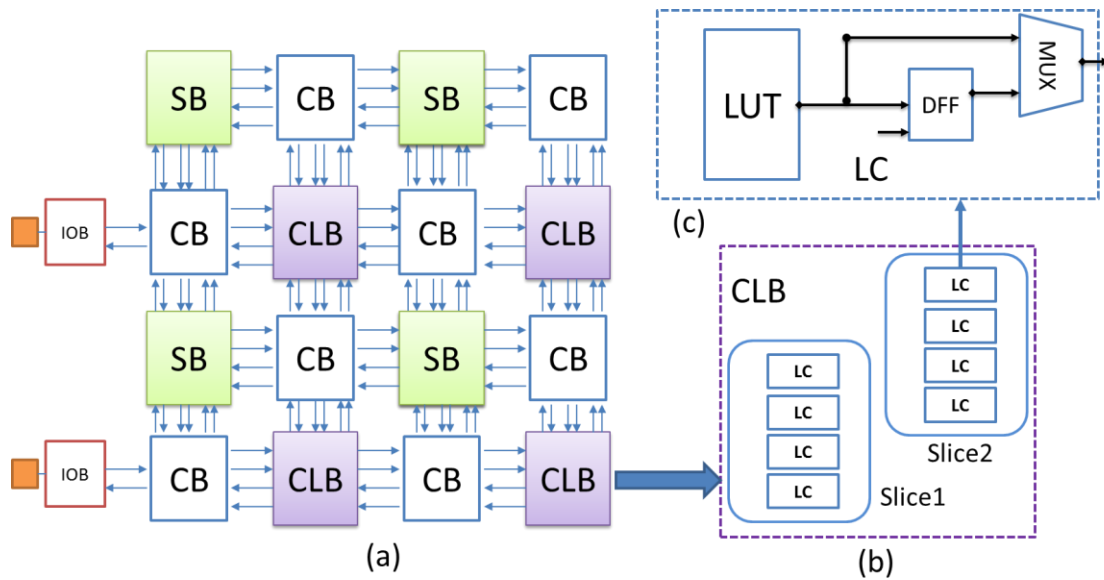 SB CB SB CB
IOB CB CLB CB CLB
SB CB SB CB
IOB CB CLB CB CLB
(a)
LUT
DFF
MUX
LC
(c)
CLB
LC
LC
LC
LC
Slice1
LC
LC
LC
LC
Slice2
(b)